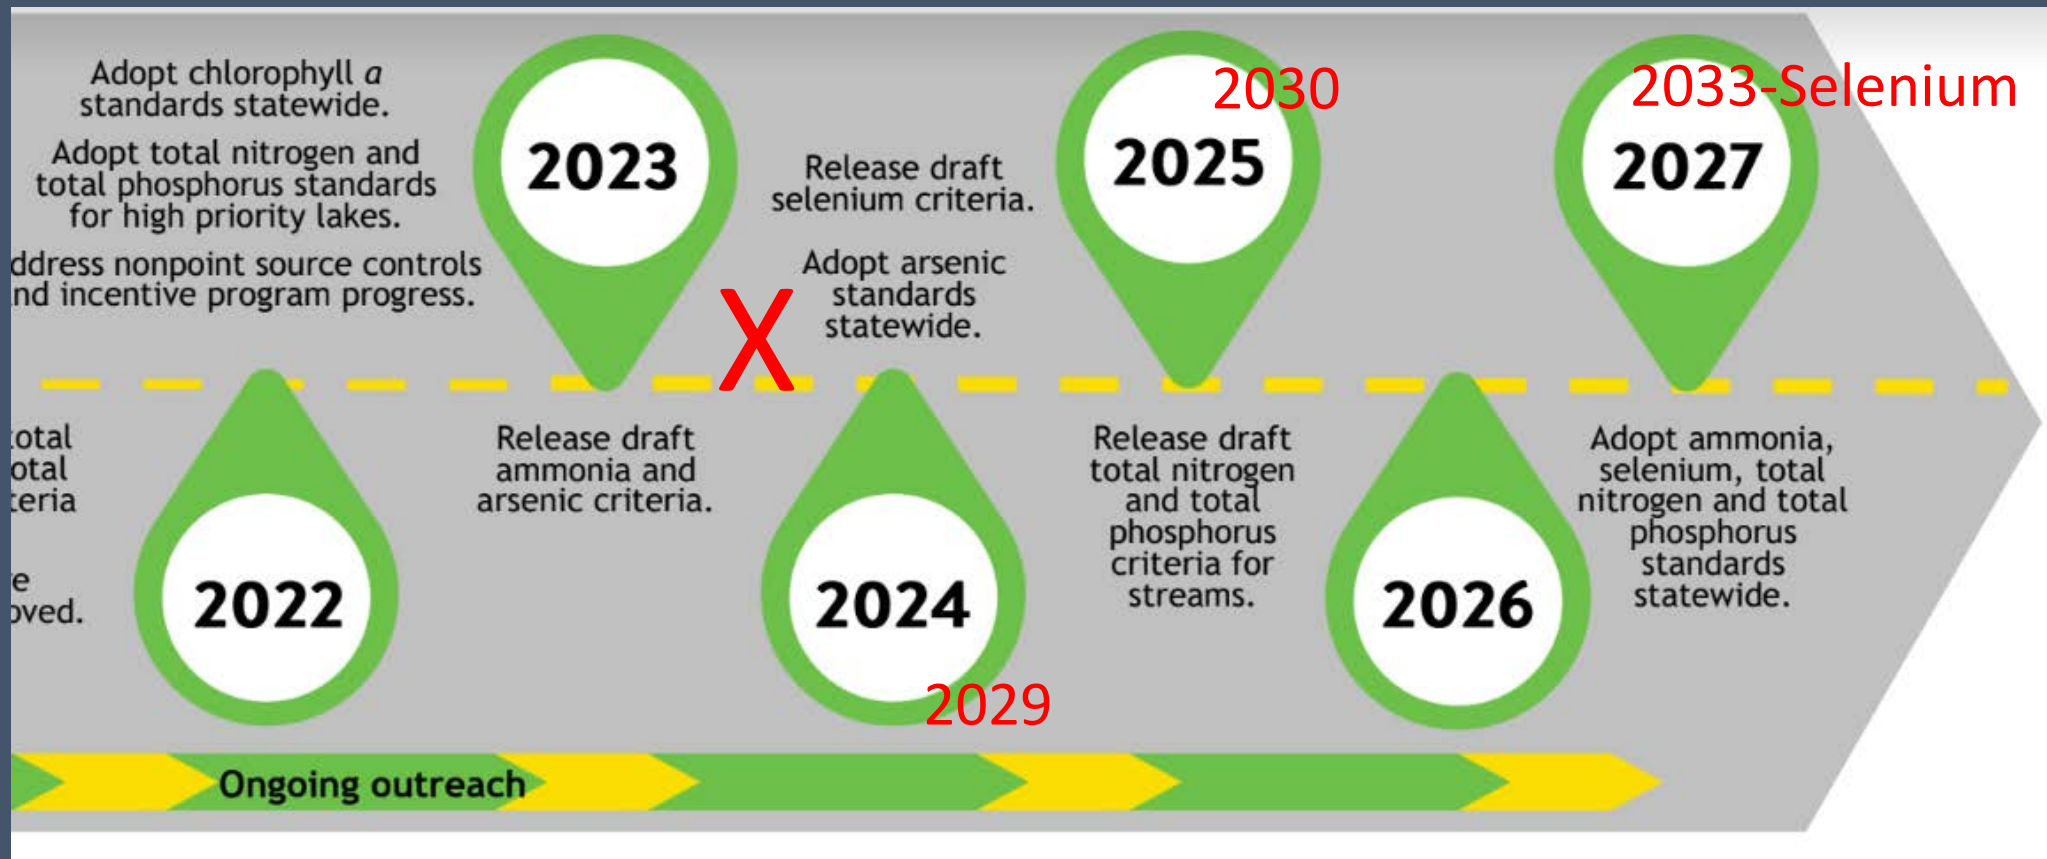 Adopt chlorophyll a
standards statewide.
Adopt total nitrogen and
total phosphorus standards
for high priority lakes.
ddress nonpoint source controls
nd incentive program progress.
2023
Release draft
selenium criteria.
Adopt arsenic
standards
statewide.
X
2030
2025
2033-Selenium
2027
otal
otal
teria
e
oved.
2022
Release draft
ammonia and
arsenic criteria.
2024
2029
Release draft
total nitrogen
and total
phosphorus
criteria for
streams.
2026
Adopt ammonia,
selenium, total
nitrogen and total
phosphorus
standards
statewide.
Ongoing outreach